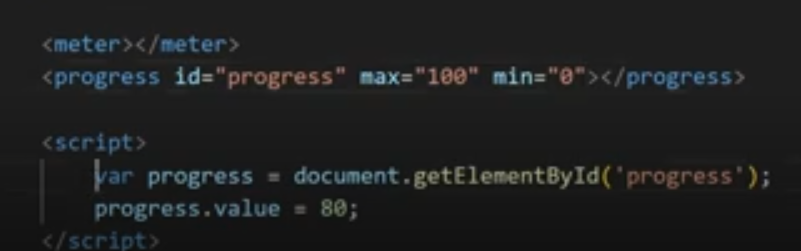 <meter></meter>
<progress id="progress" max="100" min="0"></progress>
<script>
var progress = document.getElementById('progress');
progress.value = 80;
</script>